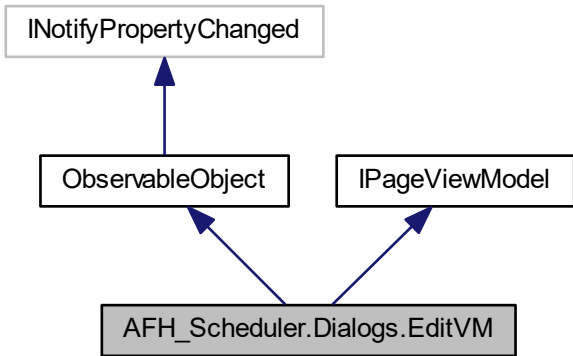 INotifyPropertyChanged
ObservableObject
IPageViewModel
AFH_Scheduler.Dialogs.EditVM